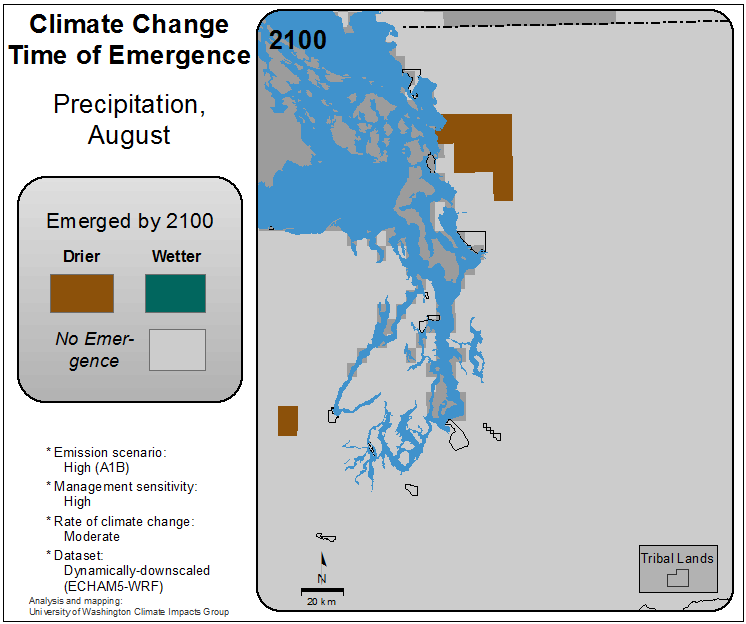 Climate Change
Time of Emergence
Precipitation,
August
Emerged by 2100
Drier Wetter
No Emer-
gence
* Emission scenario:
High (A1B)
* Management sensitivity:
High
* Rate of climate change:
Moderate
* Dataset:
Dynamically-downscaled
(ECHAM5-WRF)
Analysis and mapping:
University of Washington Climate Impacts Group
2100
N
20 km
Tribal Lands